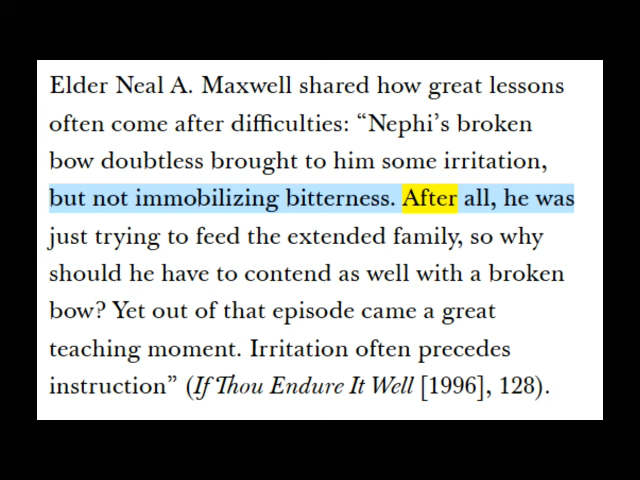 Elder Neal A. Maxwell shared how great lessons
often come after difficulties: “Nephi’s broken
bow doubtless brought to him some irritation,
but not immobilizing bitterness. After all, he was
just trying to feed the extended family, so why
should he have to contend as well with a broken
bow? Yet out of that episode came a great
teaching moment. Irritation often precedes
instruction” (If Thou Endure It Well [1996], 128).